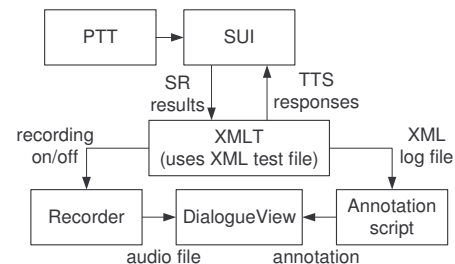 PTT
SUI
SR
results
TTS
responses
recording
on/off
XMLT
(uses XML test file)
XML
log file
Recorder
DialogueView
Annotation
script
audio file
annotation